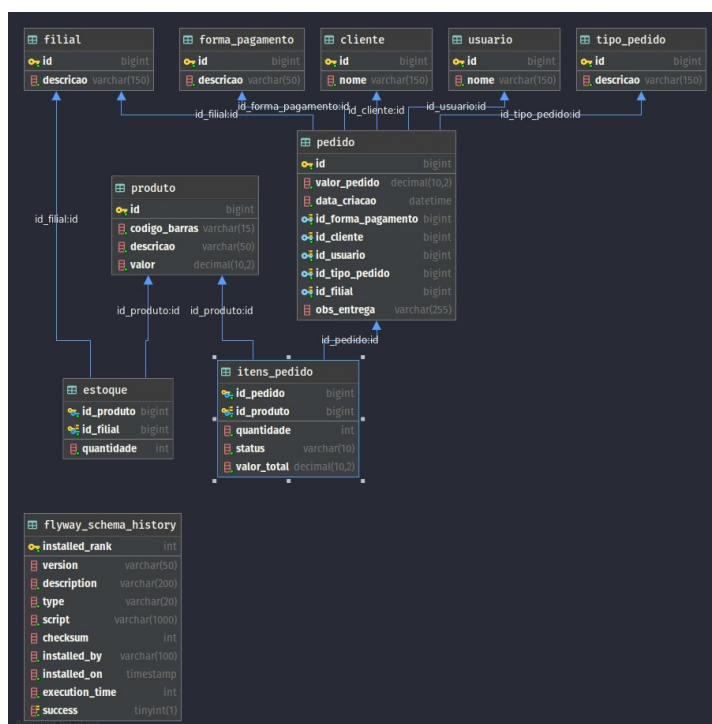 filial
id bigint
descricao varchar(150)
forma_pagamento
id bigint
descricao varchar(50)
cliente
id bigint
nome varchar(150)
usuario
id bigint
nome varchar(150)
tipo_pedido
id bigint
descricao varchar(150)
id_filial:id
id_forma_pagamento:id
id_cliente:id
id_usuario:id
id_tipo_pedido:id
pedido
id bigint
valor_pedido decimal(10,2)
data_criacao datetime
id_forma_pagamento bigint
id_cliente bigint
id_usuario bigint
id_tipo_pedido bigint
id_filial bigint
obs_entrega varchar(255)
produto
id bigint
codigo_barras varchar(15)
descricao varchar(50)
valor decimal(10,2)
id_filial:id
id_produto:id
id_produto:id
id_pedido:id
estoque
id_produto bigint
id_filial bigint
quantidade int
itens_pedido
id_pedido bigint
id_produto bigint
quantidade int
status varchar(10)
valor_total decimal(10,2)
flyway_schema_history
installed_rank int
version varchar(50)
description varchar(200)
type varchar(20)
script varchar(1000)
checksum int
installed_by varchar(100)
installed_on timestamp
execution_time int
success tinyint(1)